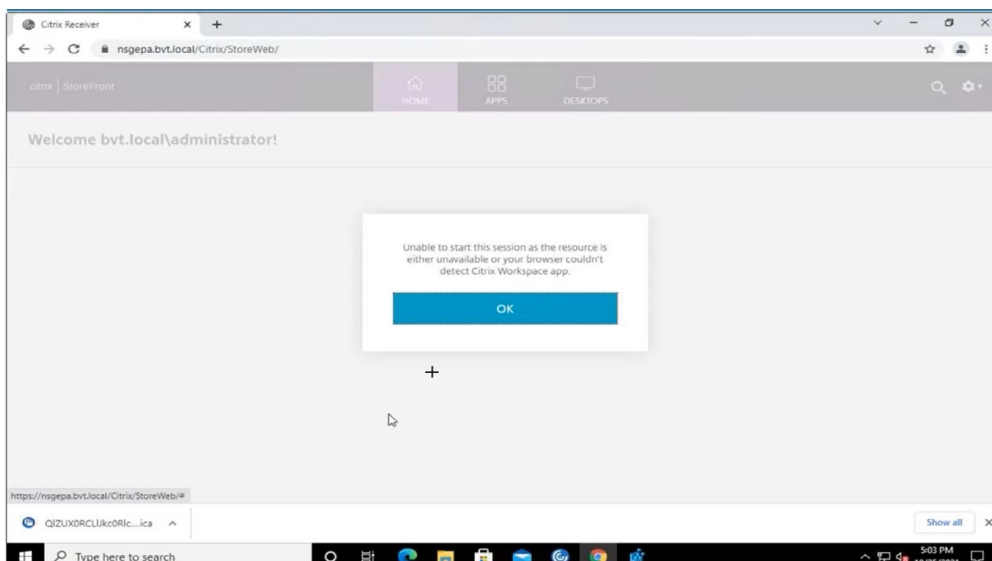 Citrix Receiver
nsgepa.bvt.local/Citrix/StoreWeb/
citrix | StoreFront
HOME
APPS
DESKTOPS
Welcome bvt.local\administrator!
Unable to start this session as the resource is
either unavailable or your browser couldn't
detect Citrix Workspace app.
OK
https://nsgepa.bvt.local/Citrix/StoreWeb/#
Show all
Type here to search
5:03 PM